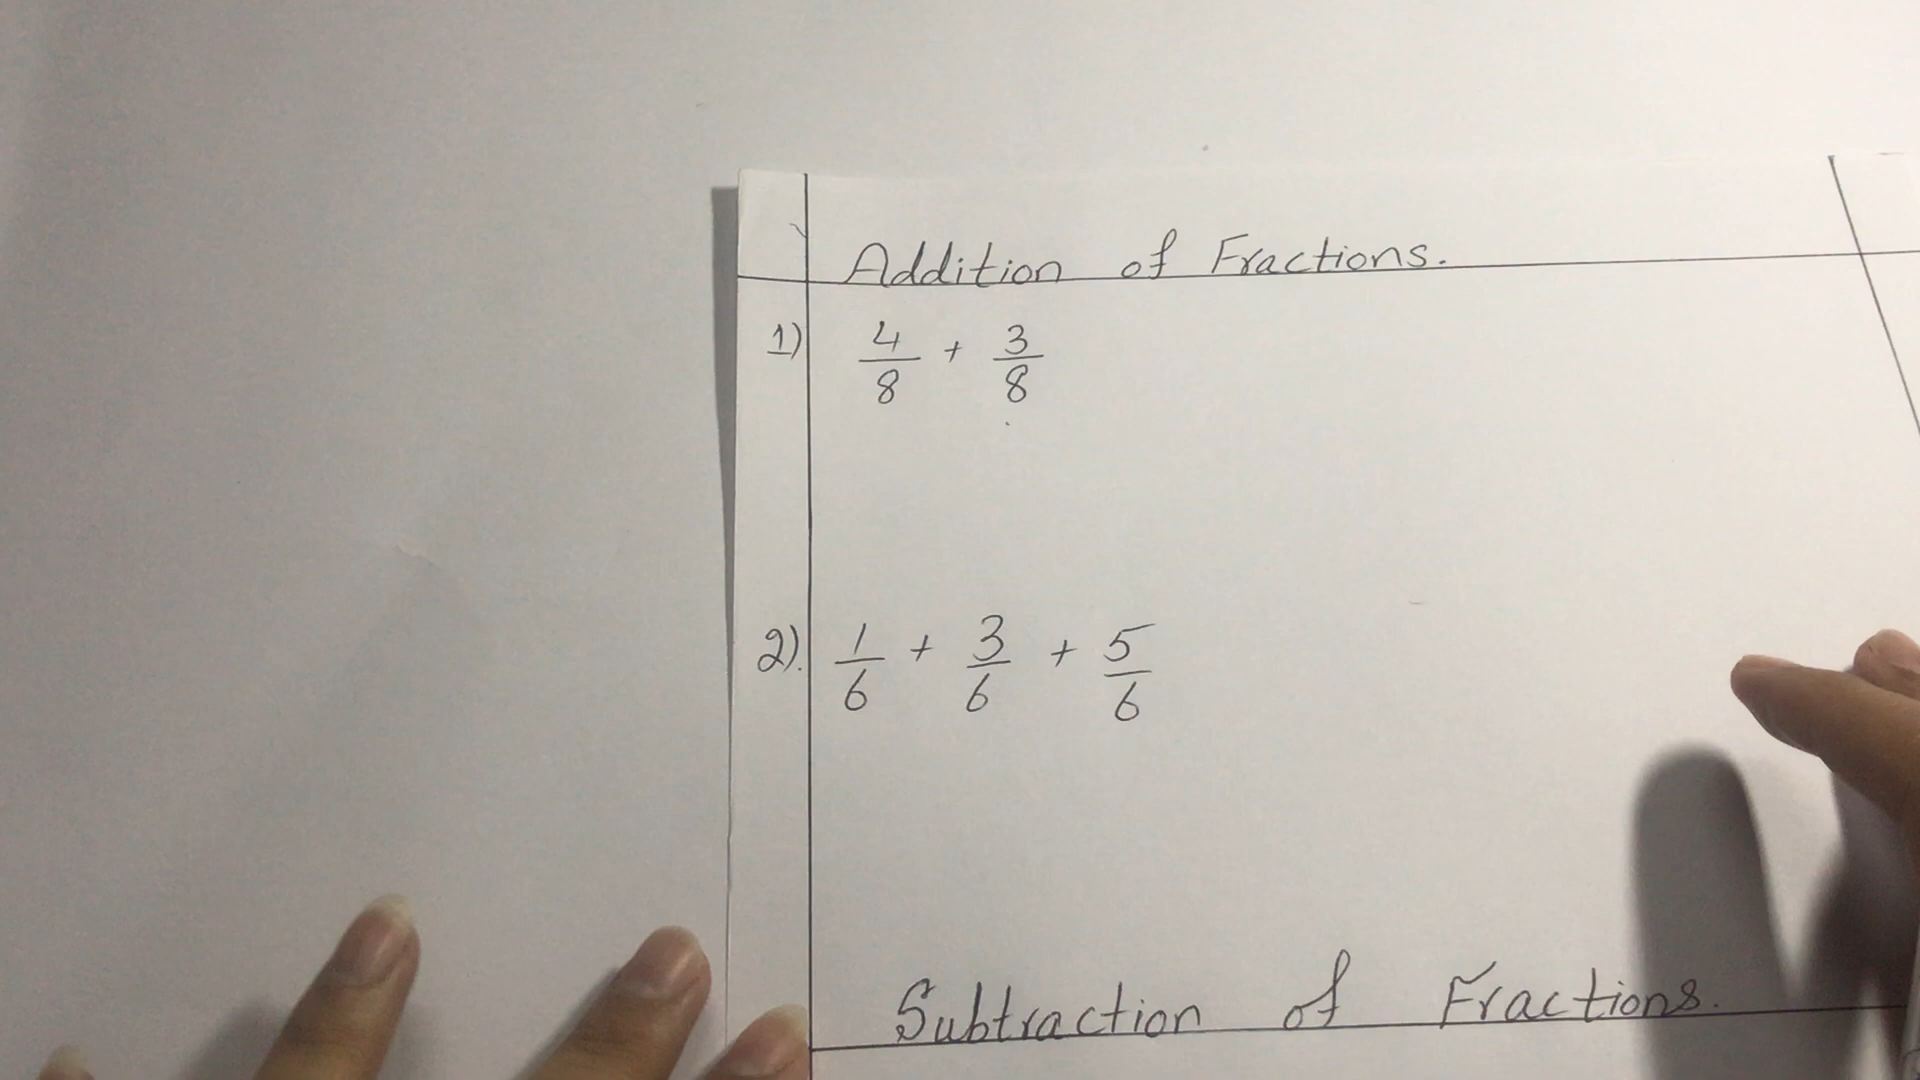 Addition of Fractions.
1) 4/8 + 3/8
2). 1/6 + 3/6 + 5/6
Subtraction of Fractions.